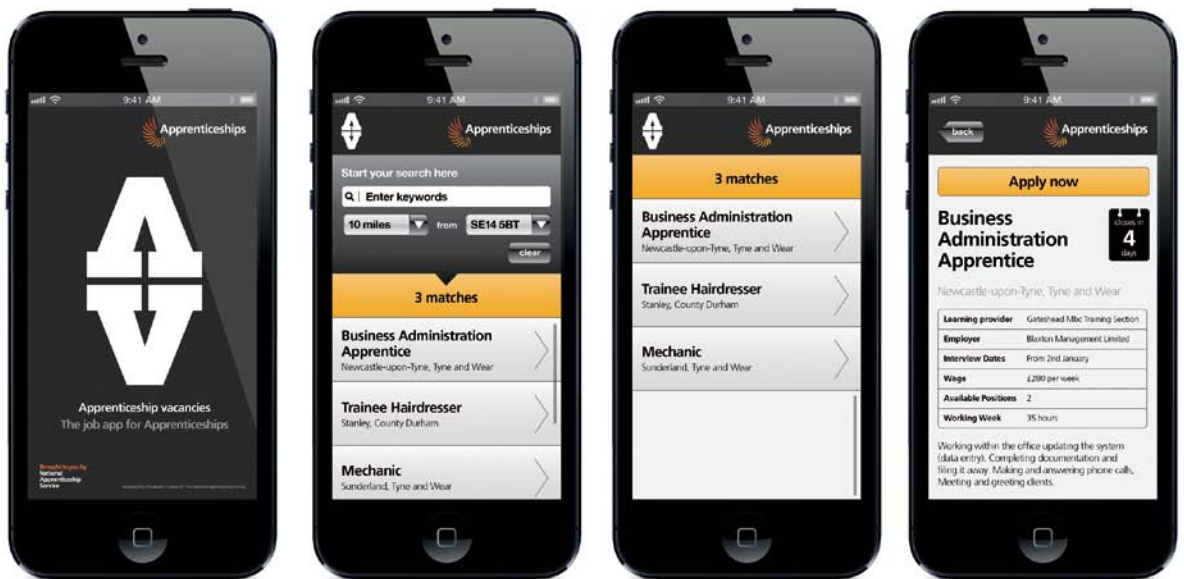 9:41 AM
Apprenticeships
Apprenticeship vacancies
The job app for Apprenticeships
Brought to you by
National
Apprenticeship
Service
9:41 AM
Apprenticeships
Start your search here
Enter keywords
10 miles from SE14 5BT
clear
3 matches
Business Administration
Apprentice
Newcastle-upon-Tyne, Tyne and Wear
Trainee Hairdresser
Stanley, County Durham
Mechanic
Sunderland, Tyne and Wear
9:41 AM
Apprenticeships
3 matches
Business Administration
Apprentice
Newcastle-upon-Tyne, Tyne and Wear
Trainee Hairdresser
Stanley, County Durham
Mechanic
Sunderland, Tyne and Wear
9:41 AM
back
Apprenticeships
Apply now
Business
Administration
Apprentice
closes in
4
days
Newcastle-upon-Tyne, Tyne and Wear
Learning provider Gateshead Mbc Training Section
Employer Blaxton Management Limited
Interview Dates From 2nd January
Wage £280 per week
Available Positions 2
Working Week 35 hours
Working within the office updating the system
(data entry). Completing documentation and
filing it away. Making and answering phone calls,
Meeting and greeting clients.